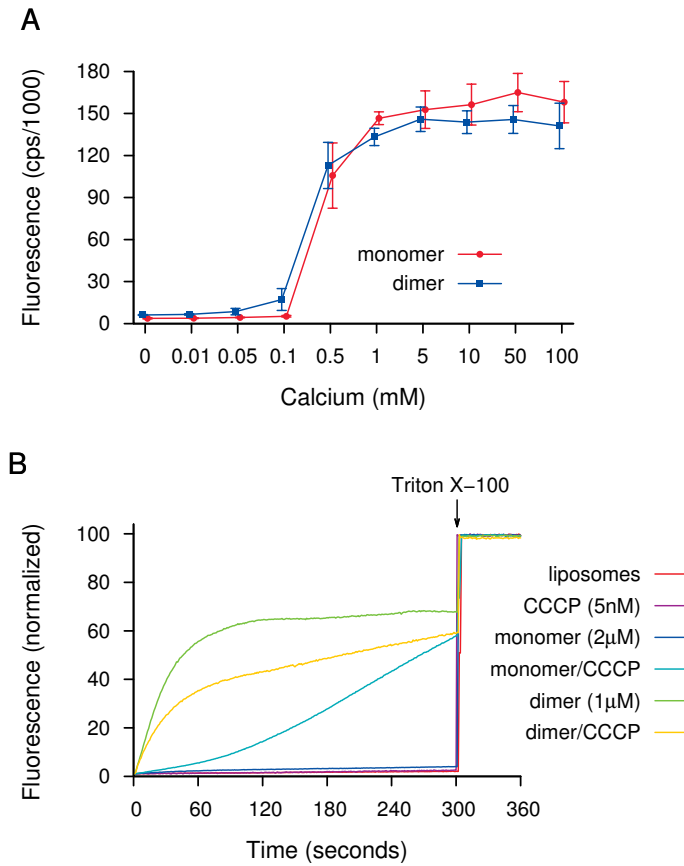 A
Fluorescence (cps/1000)
180
150
120
90
60
30
0
monomer
dimer
0 0.01 0.05 0.1 0.5 1 5 10 50 100
Calcium (mM)
B
Triton X−100
Fluorescence (normalized)
100
80
60
40
20
0
liposomes
CCCP (5nM)
monomer (2μM)
monomer/CCCP
dimer (1μM)
dimer/CCCP
0 60 120 180 240 300 360
Time (seconds)